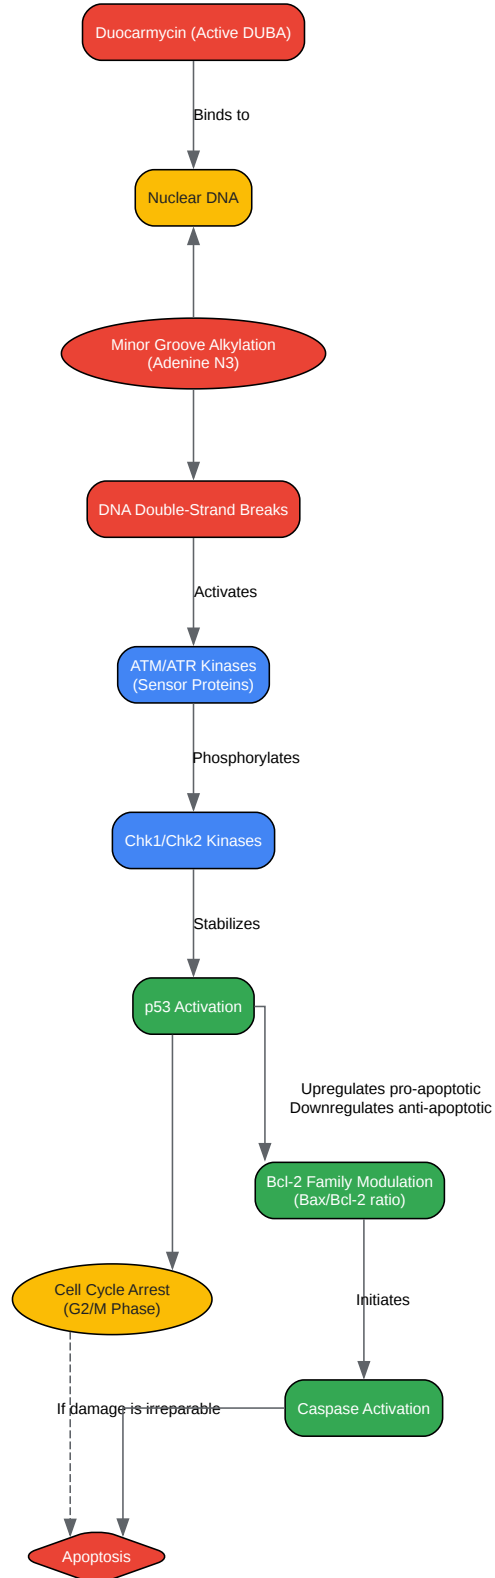 Duocarmycin (Active DUBA)
Binds to
Nuclear DNA
Minor Groove Alkylation
(Adenine N3)
DNA Double-Strand Breaks
Activates
ATM/ATR Kinases
(Sensor Proteins)
Phosphorylates
Chk1/Chk2 Kinases
Stabilizes
p53 Activation
Upregulates pro-apoptotic
Downregulates anti-apoptotic
Bcl-2 Family Modulation
(Bax/Bcl-2 ratio)
Cell Cycle Arrest
(G2/M Phase)
Initiates
If damage is irreparable
Caspase Activation
Apoptosis